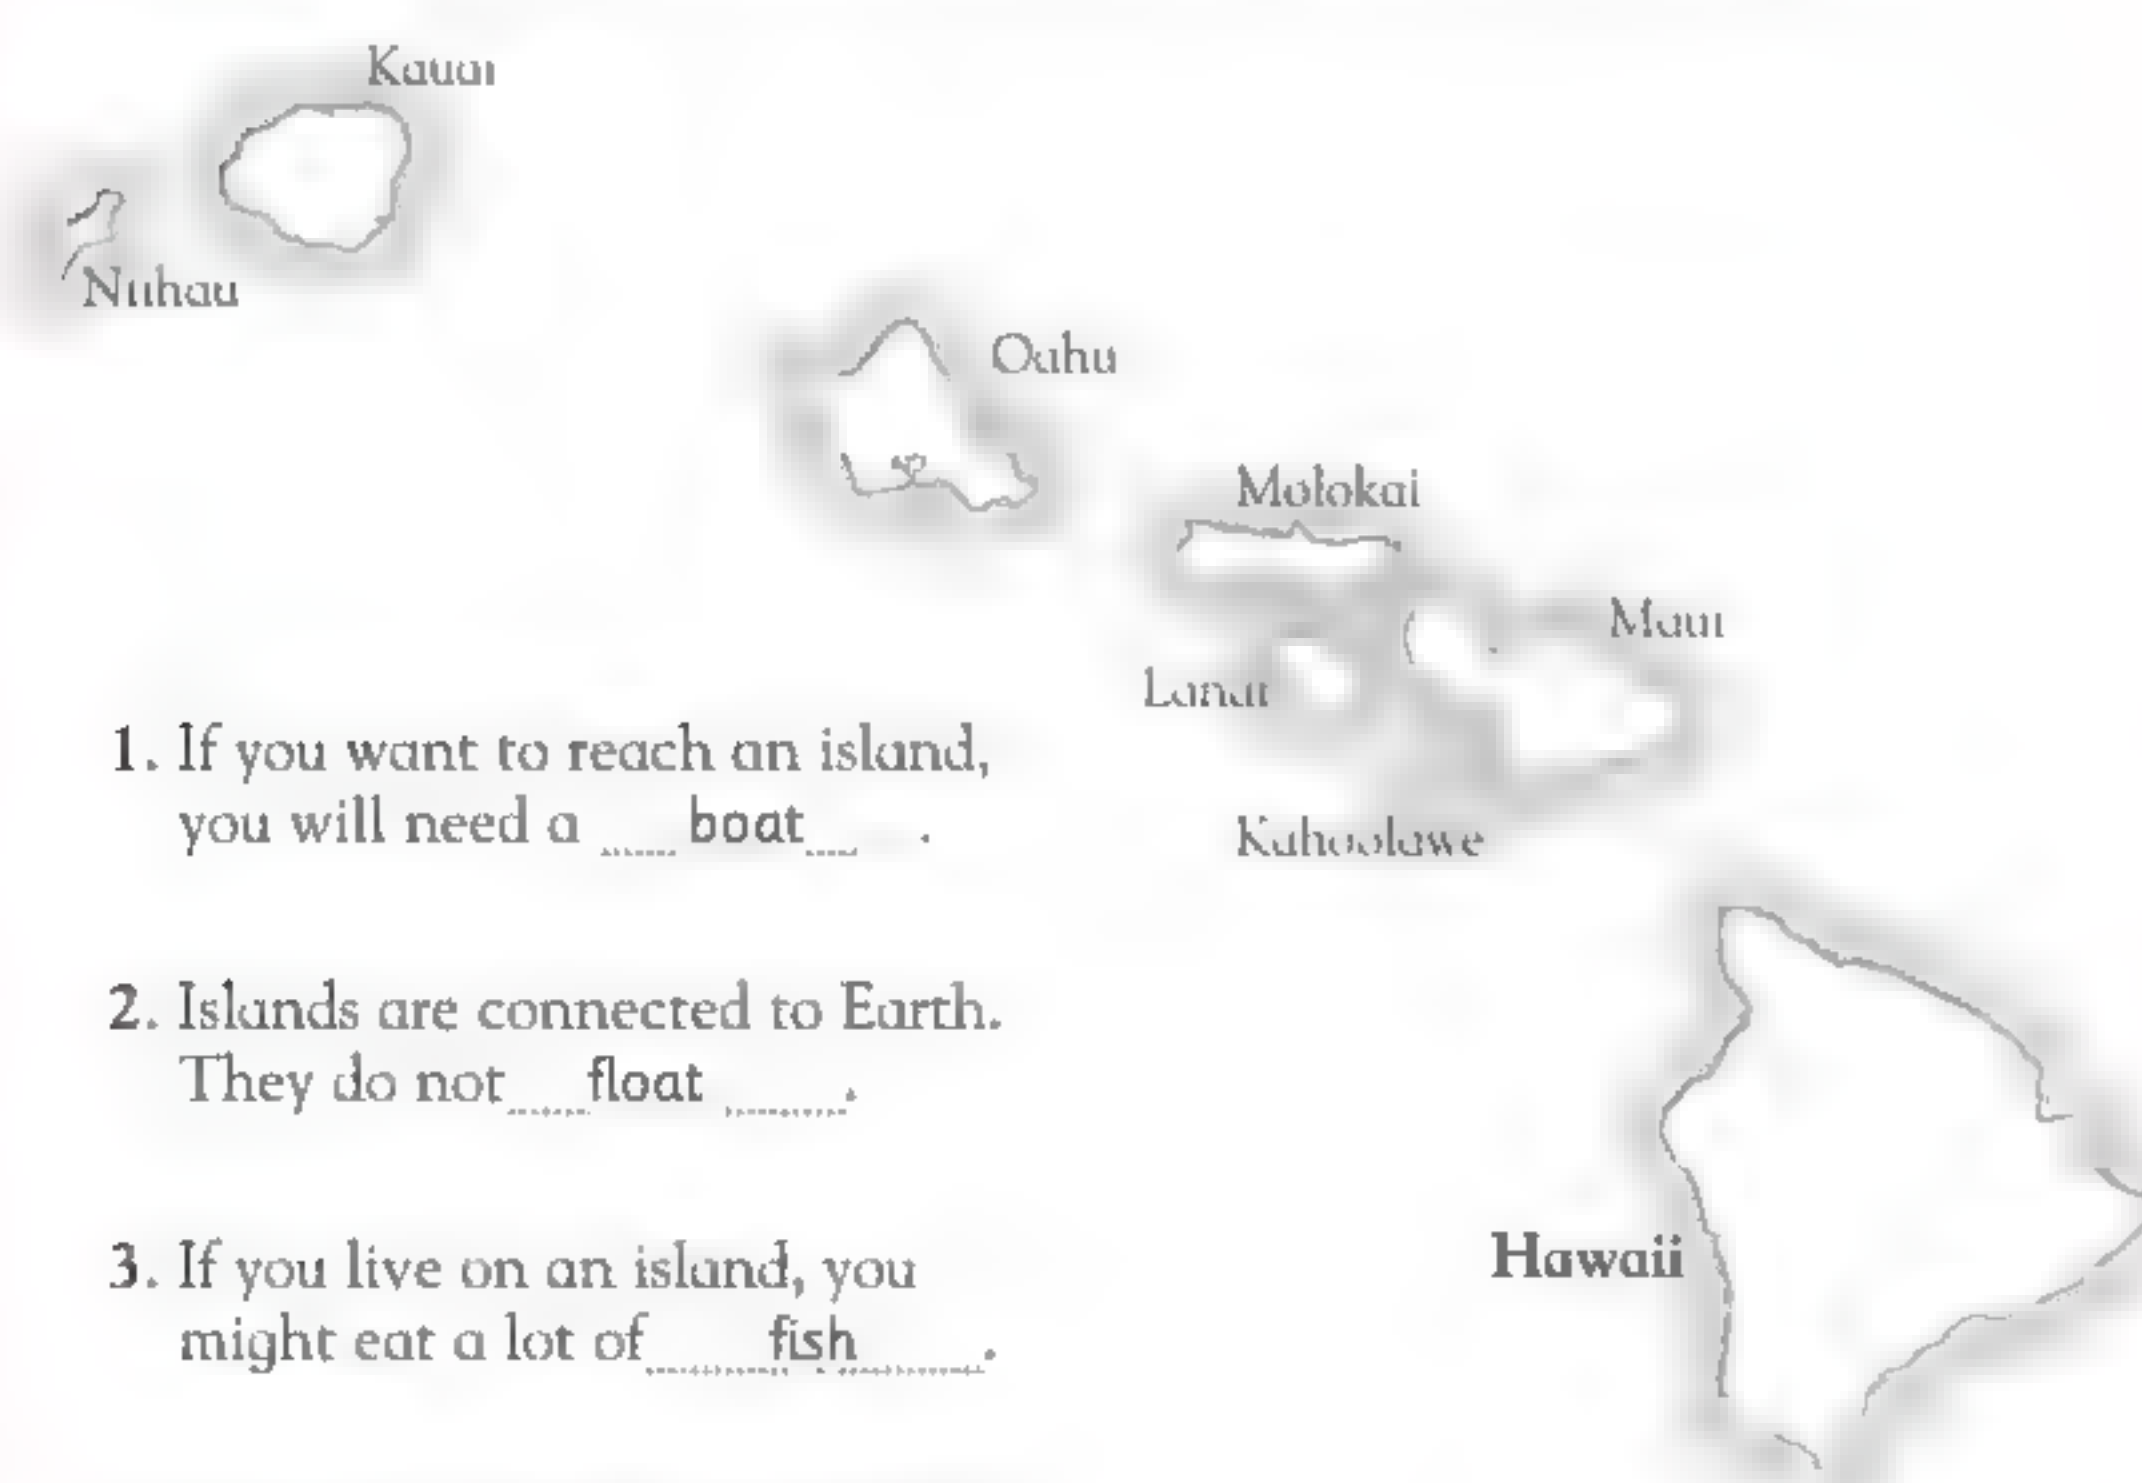 Kauai
Niihau
Oahu
Molokai
Maui
Lanai
Kahoolawe
Hawaii
1. If you want to reach an island,
you will need a boat.
2. Islands are connected to Earth.
They do not float.
3. If you live on an island, you
might eat a lot of fish.